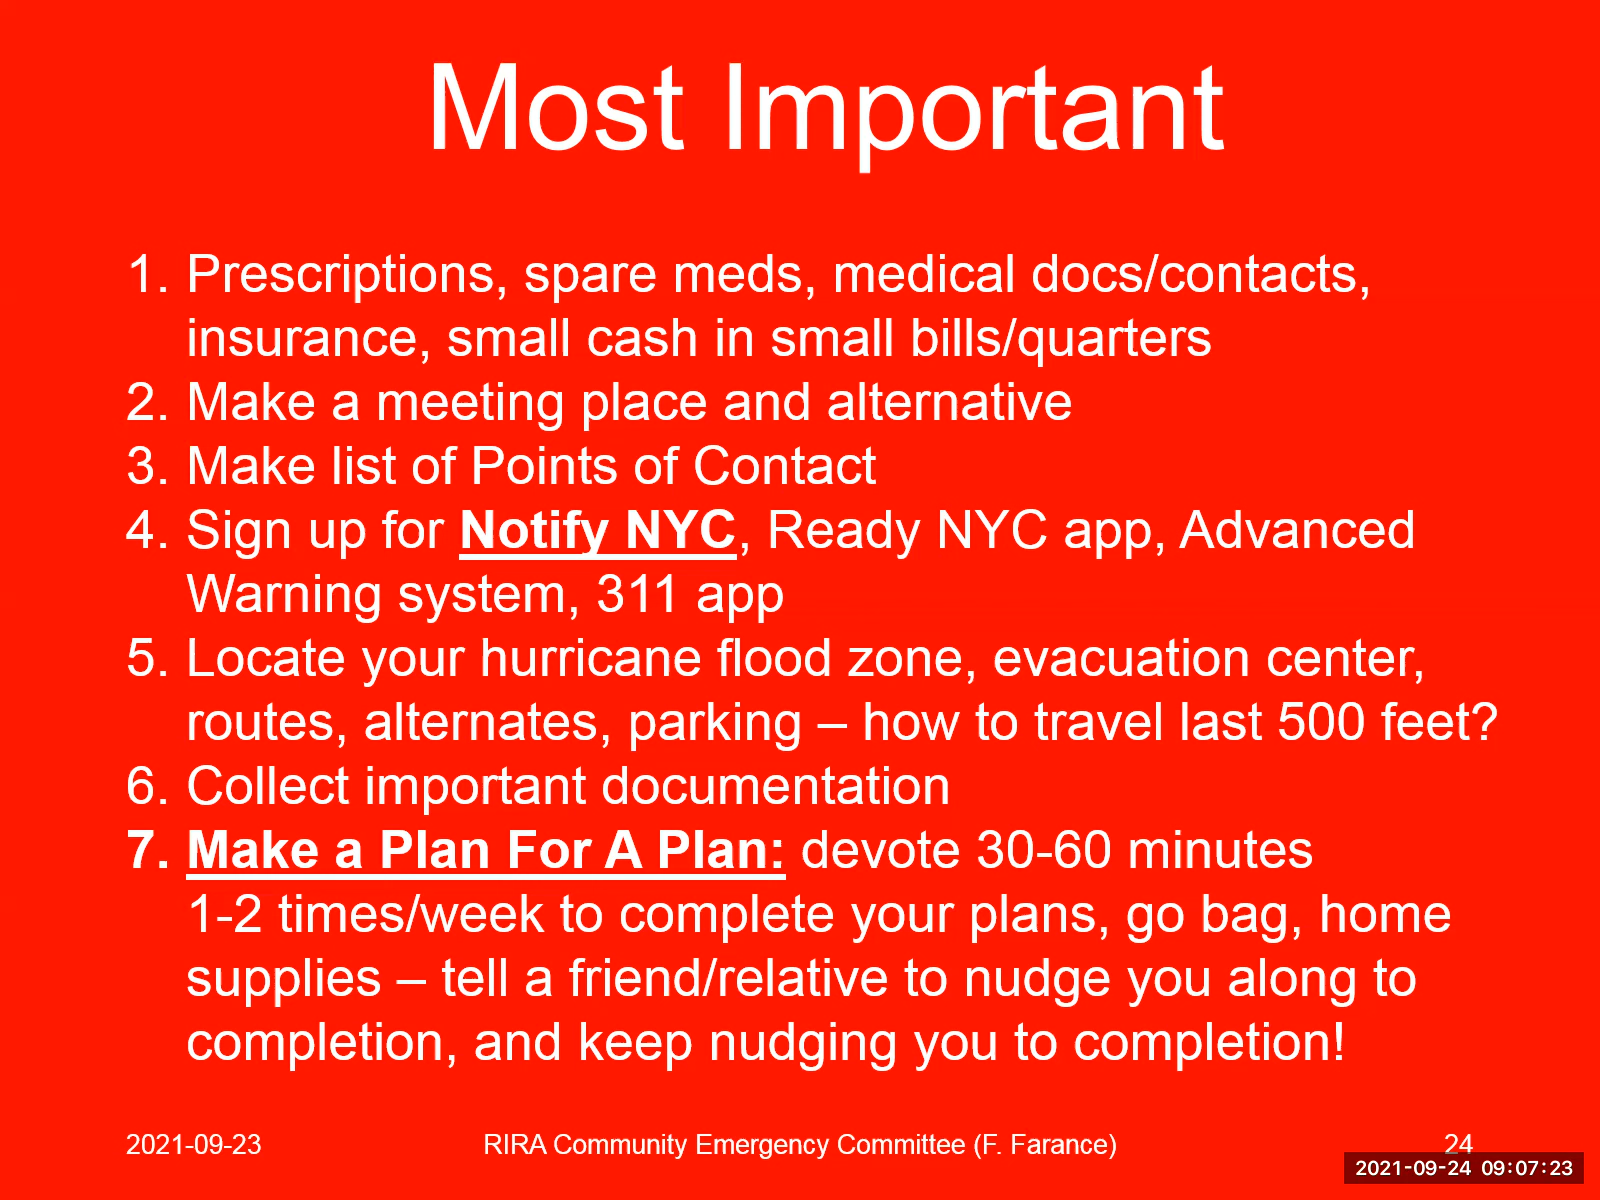 Most Important
1. Prescriptions, spare meds, medical docs/contacts,
insurance, small cash in small bills/quarters
2. Make a meeting place and alternative
3. Make list of Points of Contact
4. Sign up for Notify NYC, Ready NYC app, Advanced
Warning system, 311 app
5. Locate your hurricane flood zone, evacuation center,
routes, alternates, parking – how to travel last 500 feet?
6. Collect important documentation
7. Make a Plan For A Plan: devote 30-60 minutes
1-2 times/week to complete your plans, go bag, home
supplies – tell a friend/relative to nudge you along to
completion, and keep nudging you to completion!
2021-09-23 RIRA Community Emergency Committee (F. Farance) 24
2021-09-24 09:07:23